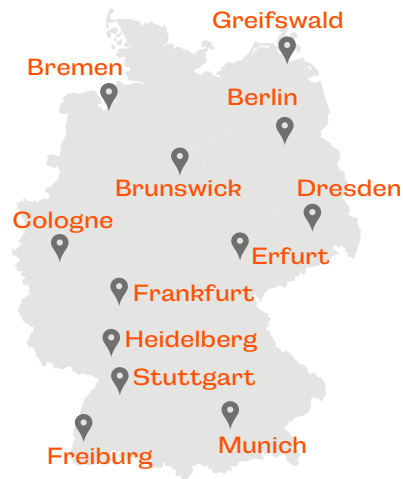 Greifswald
Bremen
Berlin
Brunswick
Dresden
Cologne
Erfurt
Frankfurt
Heidelberg
Stuttgart
Munich
Freiburg